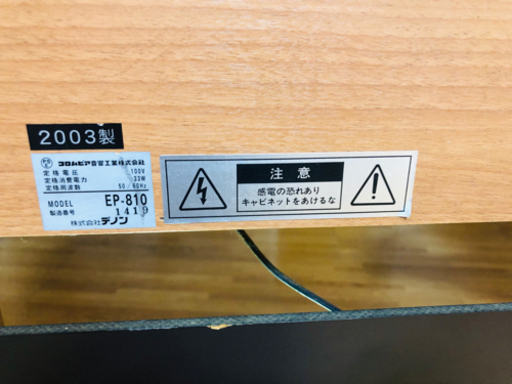 2003製
コロムビア音響工業株式会社
定格電圧 100V
定格消費電力 33W
定格周波数 50/60Hz
MODEL EP-810
製造番号 1419
株式会社デノン
注意
感電の恐れあり
キャビネットをあけるな